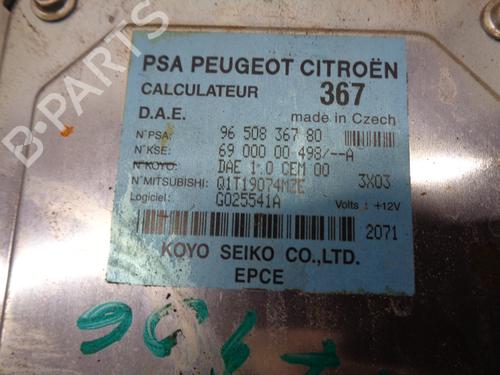 B-PARTS
PSA PEUGEOT CITROËN
CALCULATEUR 367
D.A.E. made in Czech
N°PSA: 96 508 367 80
N°KSE: 69 000 00 498/--A
N°KOYO: DAE 1.0 CEM 00
N°MITSUBISHI: Q1T19074MZE 3X03
Logiciel: G025541A Volts : +12V
2071
KOYO SEIKO CO.,LTD.
EPCE